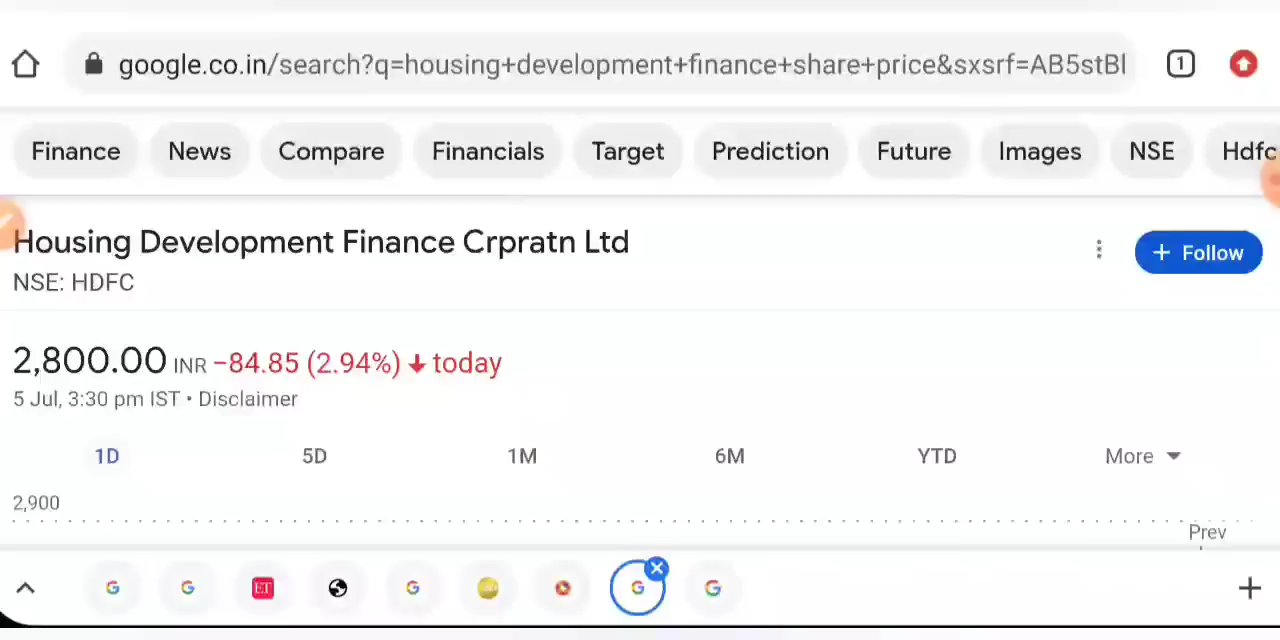 google.co.in/search?q=housing+development+finance+share+price&sxsrf=AB5stBl
1
Finance News Compare Financials Target Prediction Future Images NSE Hdfc
Housing Development Finance Crpratn Ltd
+ Follow
NSE: HDFC
2,800.00 INR −84.85 (2.94%) ↓ today
5 Jul, 3:30 pm IST • Disclaimer
1D 5D 1M 6M YTD More
2,900
Prev
ET